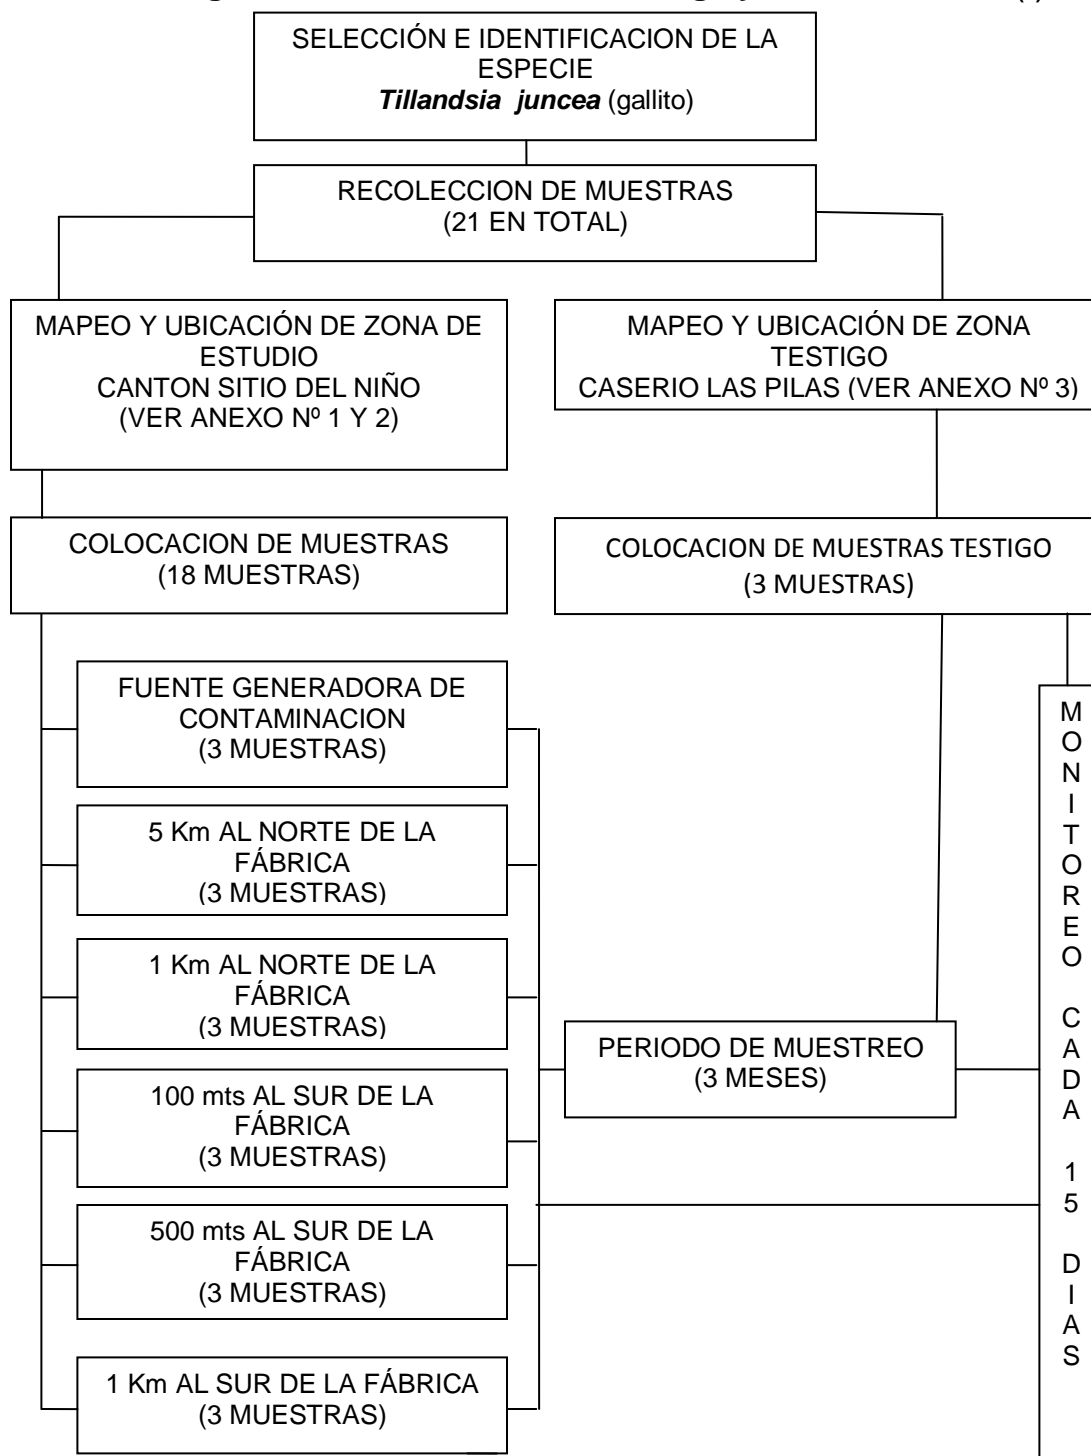 SELECCIÓN E IDENTIFICACION DE LA
ESPECIE
Tillandsia juncea (gallito)
RECOLECCION DE MUESTRAS
(21 EN TOTAL)
MAPEO Y UBICACIÓN DE ZONA DE
ESTUDIO
CANTON SITIO DEL NIÑO
(VER ANEXO Nº 1 Y 2)
MAPEO Y UBICACIÓN DE ZONA
TESTIGO
CASERIO LAS PILAS (VER ANEXO Nº 3)
COLOCACION DE MUESTRAS
(18 MUESTRAS)
COLOCACION DE MUESTRAS TESTIGO
(3 MUESTRAS)
FUENTE GENERADORA DE
CONTAMINACION
(3 MUESTRAS)
5 Km AL NORTE DE LA
FÁBRICA
(3 MUESTRAS)
1 Km AL NORTE DE LA
FÁBRICA
(3 MUESTRAS)
100 mts AL SUR DE LA
FÁBRICA
(3 MUESTRAS)
500 mts AL SUR DE LA
FÁBRICA
(3 MUESTRAS)
1 Km AL SUR DE LA FÁBRICA
(3 MUESTRAS)
PERIODO DE MUESTREO
(3 MESES)
MONITOREO CADA 15 DIAS